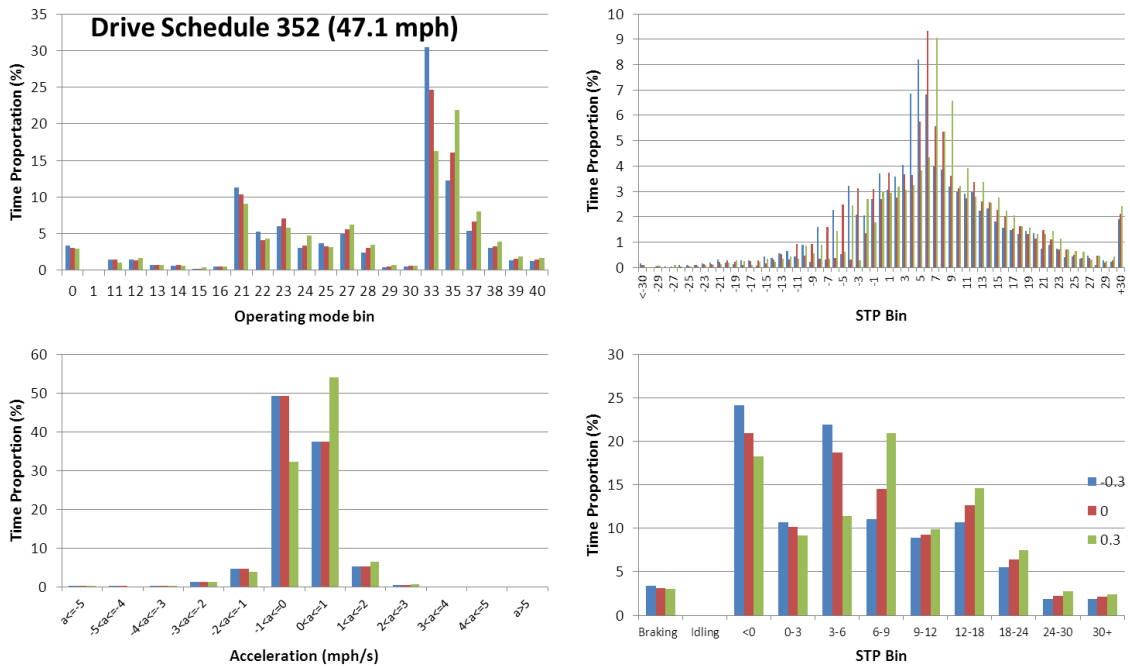 Drive Schedule 352 (47.1 mph)
Time Proportation (%)
35
30
25
20
15
10
5
0
0 1 11 12 13 14 15 16 21 22 23 24 25 27 28 29 30 33 35 37 38 39 40
Operating mode bin
Time Proportion (%)
10
9
8
7
6
5
4
3
2
1
0
<-30 -29 -27 -25 -23 -21 -19 -17 -15 -13 -11 -9 -7 -5 -3 -1 1 3 5 7 9 11 13 15 17 19 21 23 25 27 29 +30
STP Bin
Time Proportion (%)
60
50
40
30
20
10
0
a<=-5 -5<a<=-4 -4<a<=-3 -3<a<=-2 -2<a<=-1 -1<a<=0 0<a<=1 1<a<=2 2<a<=3 3<a<=4 4<a<=5 a>5
Acceleration (mph/s)
Time Proportion (%)
30
25
20
15
10
5
0
Braking Idling <0 0-3 3-6 6-9 9-12 12-18 18-24 24-30 30+
STP Bin
-0.3
0
0.3